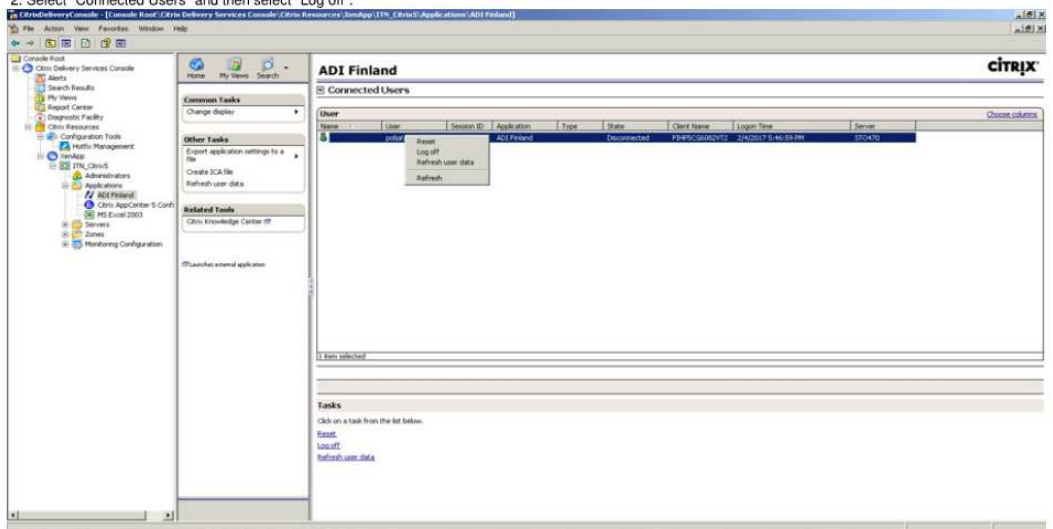 2. Select "Connected Users" and then select "Log off".
CitrixDeliveryConsole - [Console Root\Citrix Delivery Services Console\Citrix Resources\XenApp\ITN_Citrix5\Applications\ADI Finland]
File Action View Favorites Window Help
Console Root
Citrix Delivery Services Console
Alerts
Search Results
My Views
Report Center
Diagnostic Facility
Citrix Resources
Configuration Tools
Hotfix Management
XenApp
ITN_Citrix5
Administrators
Applications
ADI Finland
Citrix AppCenter 5 Confi
MS Excel 2003
Servers
Zones
Monitoring Configuration
Home My Views Search
Common Tasks
Change display
Other Tasks
Export application settings to a file
Create ICA file
Refresh user data
Related Tools
Citrix Knowledge Center
Launches external application
ADI Finland
CITRIX
Connected Users
User
Choose columns
Name User Session ID Application Type State Client Name Logon Time Server
ADI Finland Disconnected 2/4/2017 5:46:59 PM STO470
Reset
Log off
Refresh user data
Refresh
1 item selected
Tasks
Click on a task from the list below.
Reset
Log off
Refresh user data